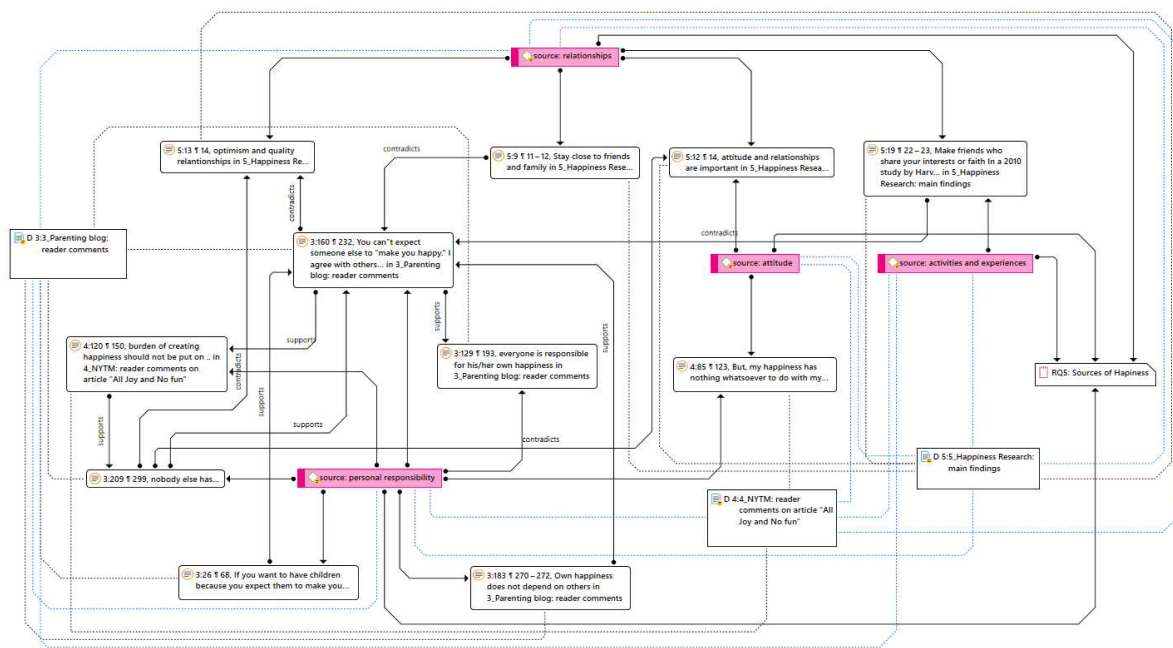 source: relationships
5:13 ¶ 14, optimism and quality
relantionships in 5_Happiness Re...
contradicts
5:9 ¶ 11 – 12, Stay close to friends
and family in 5_Happiness Rese...
5:12 ¶ 14, attitude and relationships
are important in 5_Happiness Resea...
5:19 ¶ 22 – 23, Make friends who
share your interests or faith In a 2010
study by Harv... in 5_Happiness
Research: main findings
contradicts
D 3:3_Parenting blog:
reader comments
3:160 ¶ 232, You can"t expect
someone else to "make you happy." I
agree with others... in 3_Parenting
blog: reader comments
contradicts
source: attitude
source: activities and experiences
supports
supports
supports
4:120 ¶ 150, burden of creating
happiness should not be put on .. in
4_NYTM: reader comments on
article "All Joy and No fun"
contradicts
supports
3:129 ¶ 193, everyone is responsible
for his/her own happiness in
3_Parenting blog: reader comments
4:85 ¶ 123, But, my happiness has
nothing whatsoever to do with my...
RQ5: Sources of Hapiness
supports
supports
contradicts
3:209 ¶ 299, nobody else has...
source: personal responsibility
D 5:5_Happiness Research:
main findings
D 4:4_NYTM: reader
comments on article "All
Joy and No fun"
3:26 ¶ 68, If you want to have children
because you expect them to make you...
3:183 ¶ 270 – 272, Own happiness
does not depend on others in
3_Parenting blog: reader comments